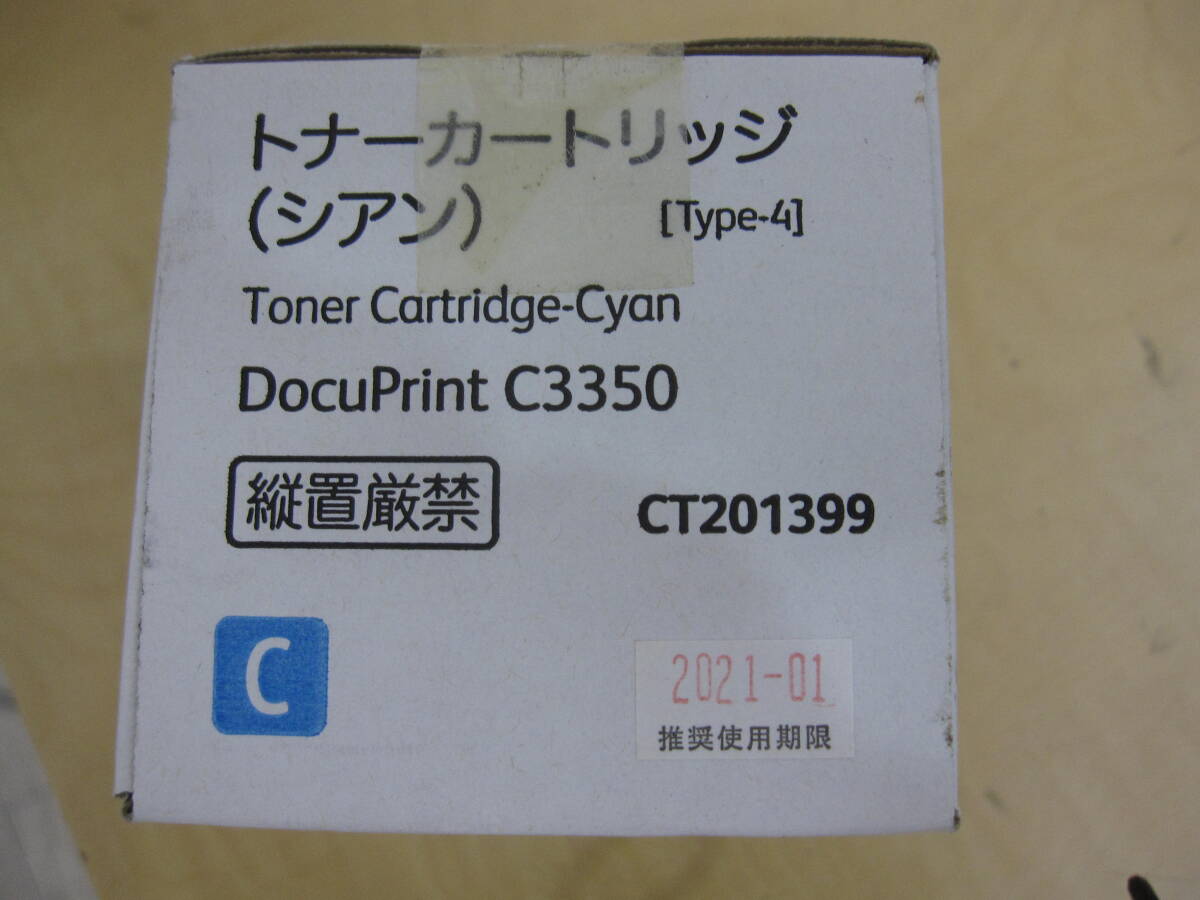 トナーカートリッジ
(シアン) [Type-4]
Toner Cartridge-Cyan
DocuPrint C3350
縦置厳禁 CT201399
C
2021-01
推奨使用期限